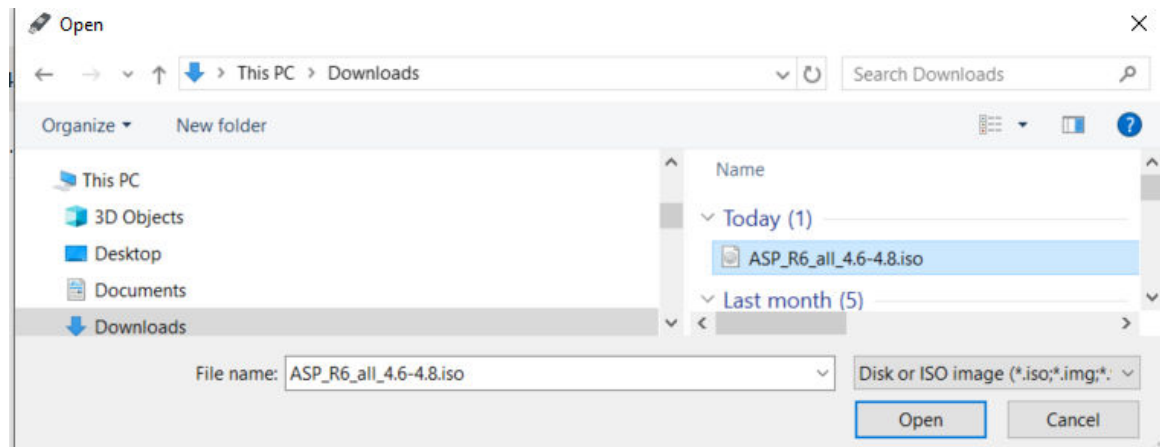 Open
This PC > Downloads
Search Downloads
Organize
New folder
This PC
3D Objects
Desktop
Documents
Downloads
Name
Today (1)
ASP_R6_all_4.6-4.8.iso
Last month (5)
File name: ASP_R6_all_4.6-4.8.iso
Disk or ISO image (*.iso;*.img;*.
Open
Cancel